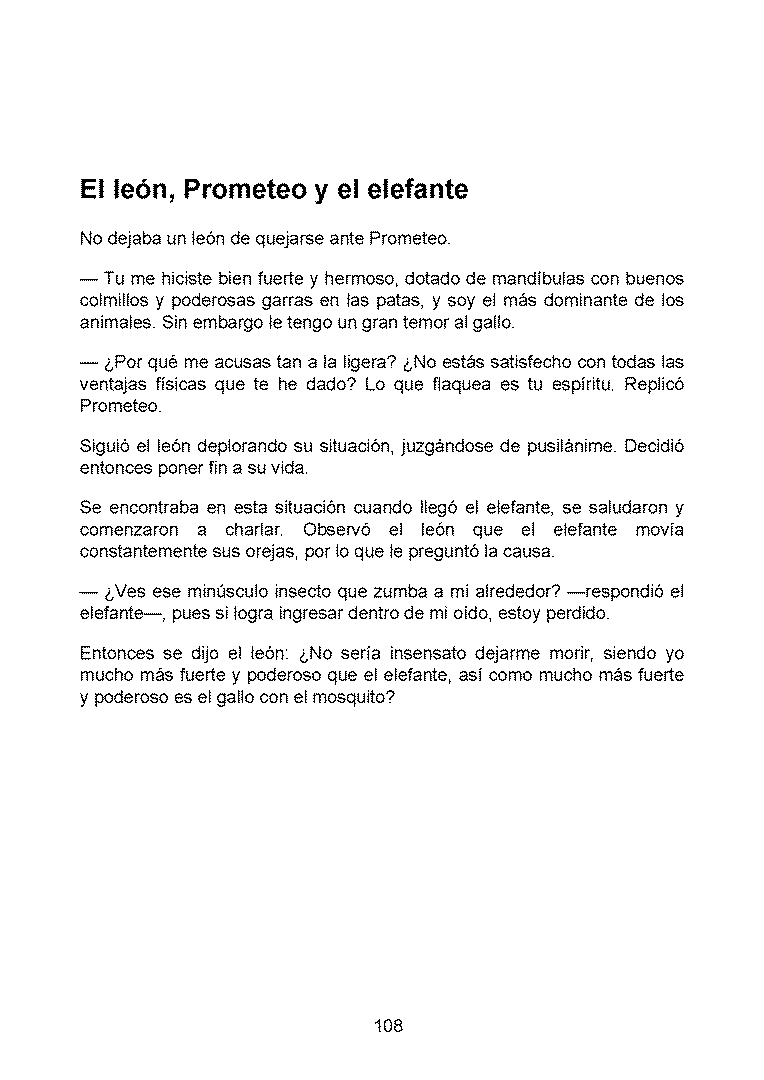 El león, Prometeo y el elefante
No dejaba un león de quejarse ante Prometeo.
— Tu me hiciste bien fuerte y hermoso, dotado de mandíbulas con buenos
colmillos y poderosas garras en las patas, y soy el más dominante de los
animales. Sin embargo le tengo un gran temor al gallo.
— ¿Por qué me acusas tan a la ligera? ¿No estás satisfecho con todas las
ventajas físicas que te he dado? Lo que flaquea es tu espíritu. Replicó
Prometeo.
Siguió el león deplorando su situación, juzgándose de pusilánime. Decidió
entonces poner fin a su vida.
Se encontraba en esta situación cuando llegó el elefante, se saludaron y
comenzaron a charlar. Observó el león que el elefante movía
constantemente sus orejas, por lo que le preguntó la causa.
— ¿Ves ese minúsculo insecto que zumba a mi alrededor? —respondió el
elefante—, pues si logra ingresar dentro de mi oido, estoy perdido.
Entonces se dijo el león: ¿No sería insensato dejarme morir, siendo yo
mucho más fuerte y poderoso que el elefante, así como mucho más fuerte
y poderoso es el gallo con el mosquito?
108